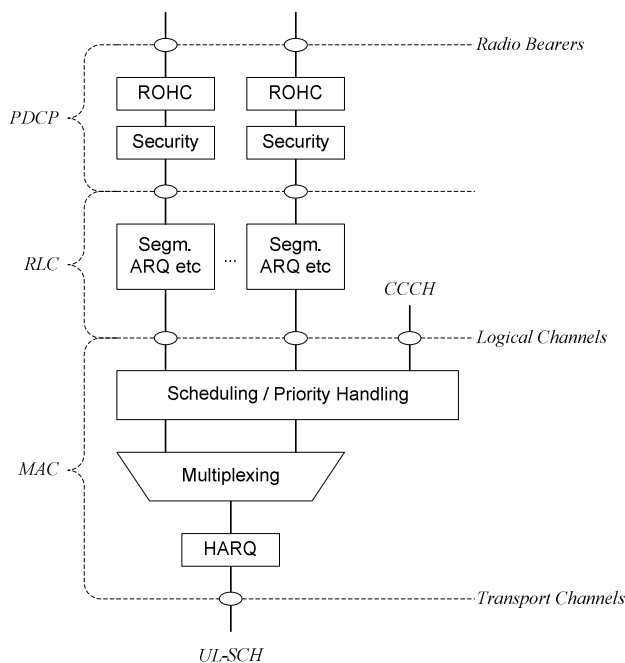 Radio Bearers
ROHC ROHC
PDCP
Security Security
Segm. Segm.
ARQ etc ... ARQ etc
RLC
CCCH
Logical Channels
Scheduling / Priority Handling
MAC
Multiplexing
HARQ
Transport Channels
UL-SCH